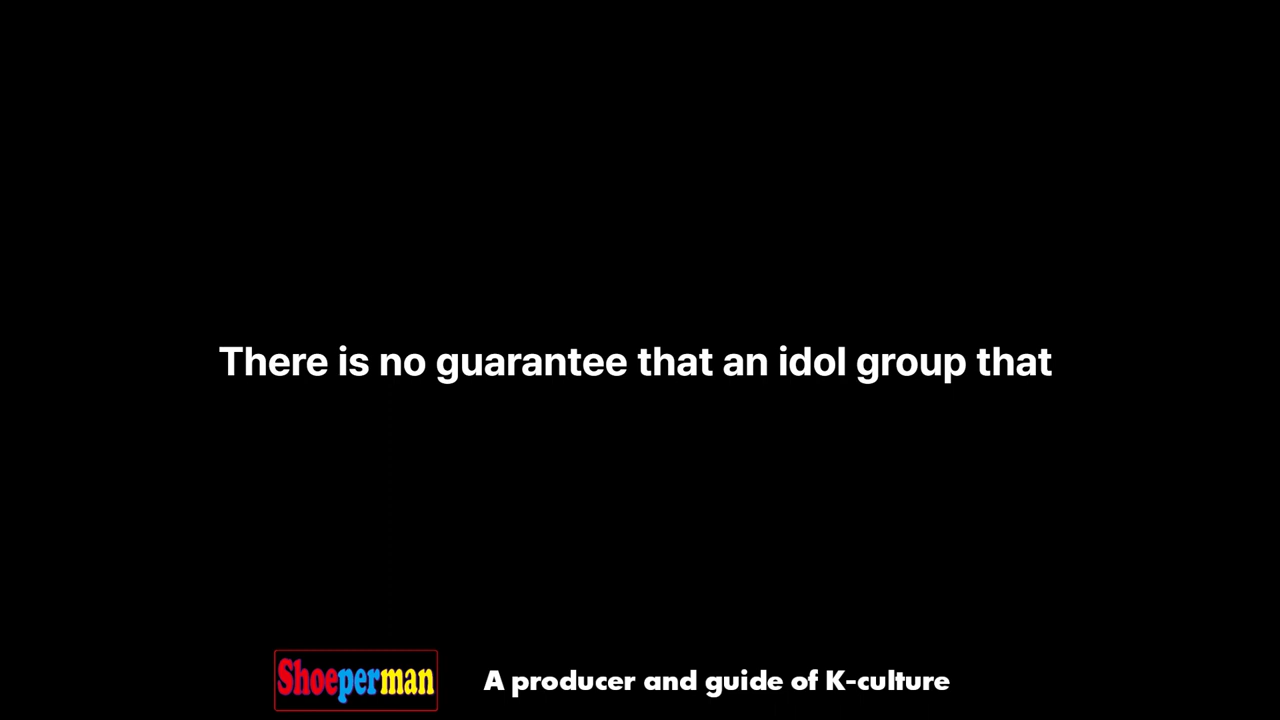 There is no guarantee that an idol group that
Shoeperman
A producer and guide of K-culture